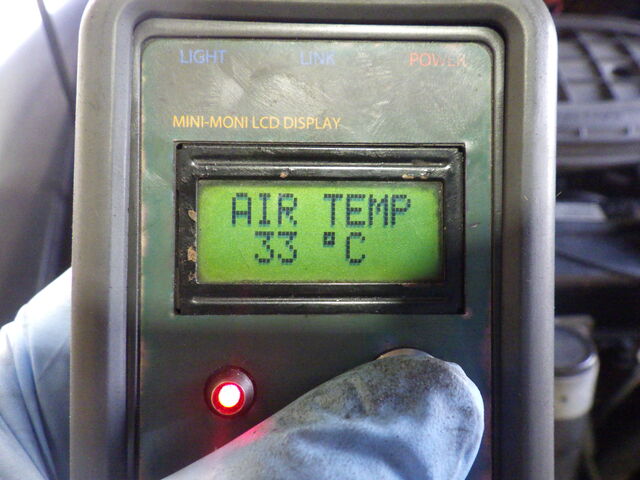 LIGHT LINK POWER
MINI-MONI LCD DISPLAY
AIR TEMP
33 °C